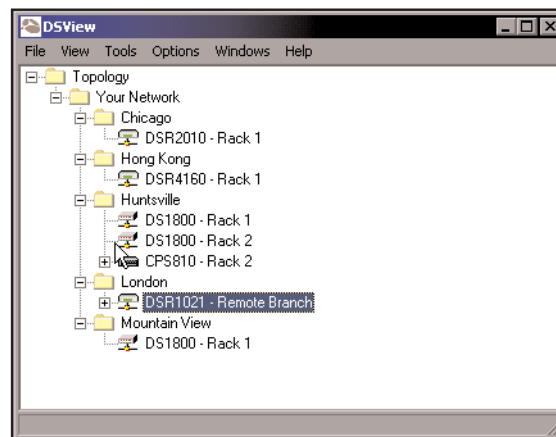 DSView
File View Tools Options Windows Help
Topology
Your Network
Chicago
DSR2010 - Rack 1
Hong Kong
DSR4160 - Rack 1
Huntsville
DS1800 - Rack 1
DS1800 - Rack 2
CPS810 - Rack 2
London
DSR1021 - Remote Branch
Mountain View
DS1800 - Rack 1